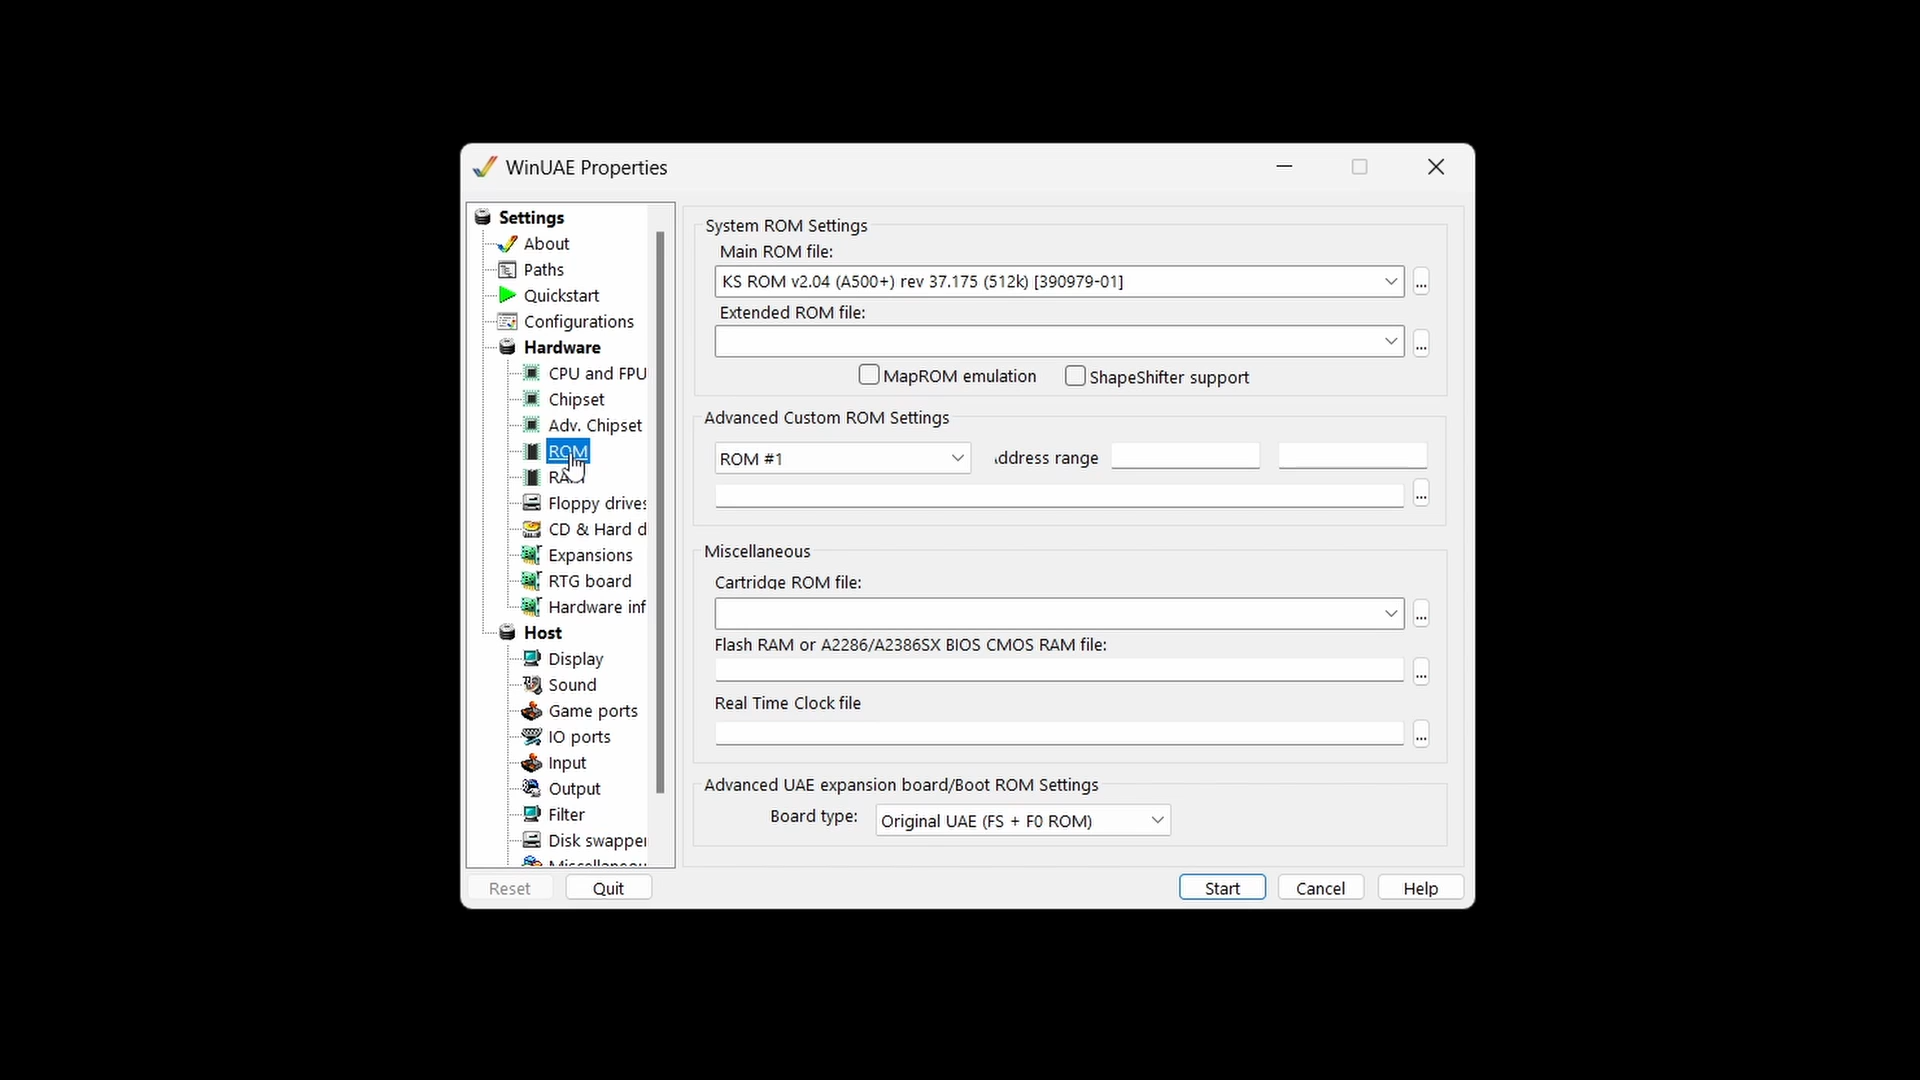 WinUAE Properties
Settings
About
Paths
Quickstart
Configurations
Hardware
CPU and FPU
Chipset
Adv. Chipset
ROM
Floppy drives
CD & Hard d
Expansions
RTG board
Hardware inf
Host
Display
Sound
Game ports
IO ports
Input
Output
Filter
Disk swapper
System ROM Settings
Main ROM file:
KS ROM v2.04 (A500+) rev 37.175 (512k) [390979-01]
...
Extended ROM file:
...
MapROM emulation
ShapeShifter support
Advanced Custom ROM Settings
ROM #1
ddress range
...
Miscellaneous
Cartridge ROM file:
...
Flash RAM or A2286/A2386SX BIOS CMOS RAM file:
...
Real Time Clock file
...
Advanced UAE expansion board/Boot ROM Settings
Board type:
Original UAE (FS + F0 ROM)
Reset
Quit
Start
Cancel
Help